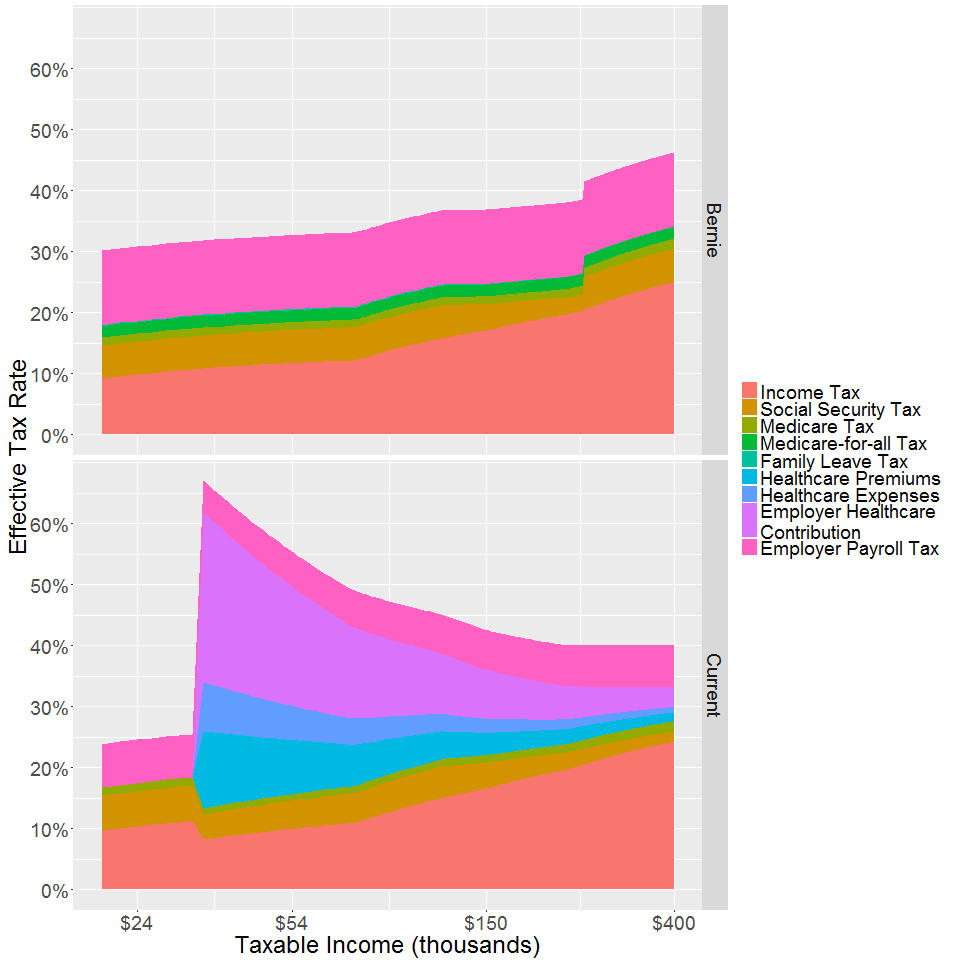 60%
50%
40%
30%
20%
10%
0%
Bernie
60%
50%
40%
30%
20%
10%
0%
Current
Effective Tax Rate
$24
$54
$150
$400
Taxable Income (thousands)
Income Tax
Social Security Tax
Medicare Tax
Medicare-for-all Tax
Family Leave Tax
Healthcare Premiums
Healthcare Expenses
Employer Healthcare
Contribution
Employer Payroll Tax